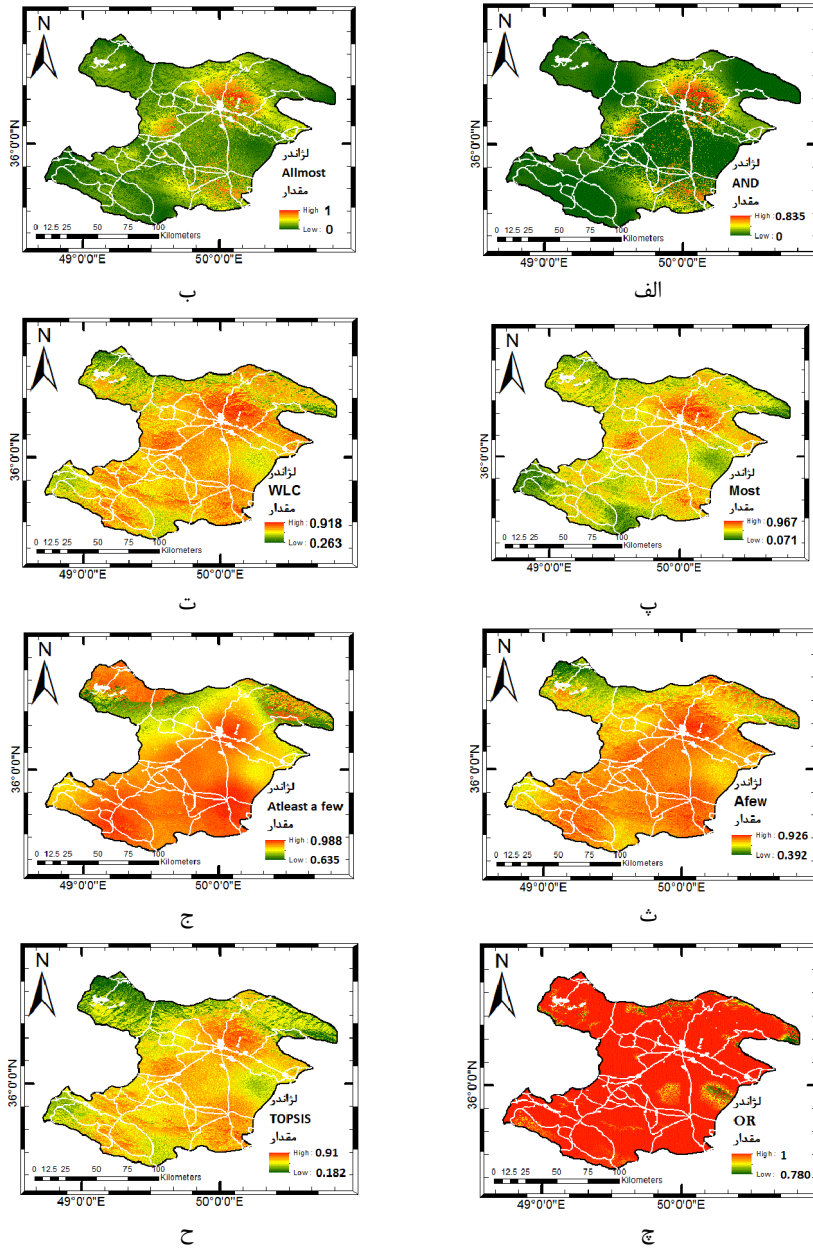 N
36°0'0"N
لژاندر
AND
مقدار
High : 0.835
Low : 0
0 12.5 25 50 75 100
Kilometers
49°0'0"E 50°0'0"E
الف
N
36°0'0"N
لژاندر
Allmost
مقدار
High 1
Low : 0
0 12.5 25 50 75 100
Kilometers
49°0'0"E 50°0'0"E
ب
N
36°0'0"N
لژاندر
Most
مقدار
High : 0.967
Low : 0.071
0 12.5 25 50 75 100
Kilometers
49°0'0"E 50°0'0"E
پ
N
36°0'0"N
لژاندر
WLC
مقدار
High : 0.918
Low : 0.263
0 12.5 25 50 75 100
Kilometers
49°0'0"E 50°0'0"E
ت
N
36°0'0"N
لژاندر
Afew
مقدار
High : 0.926
Low : 0.392
0 12.5 25 50 75 100
Kilometers
49°0'0"E 50°0'0"E
ث
N
36°0'0"N
لژاندر
Atleast a few
مقدار
High : 0.988
Low : 0.635
0 12.5 25 50 75 100
Kilometers
49°0'0"E 50°0'0"E
ج
N
36°0'0"N
لژاندر
OR
مقدار
High : 1
Low : 0.780
0 12.5 25 50 75 100
Kilometers
49°0'0"E 50°0'0"E
چ
N
36°0'0"N
لژاندر
TOPSIS
مقدار
High : 0.91
Low : 0.182
0 12.5 25 50 75 100
Kilometers
49°0'0"E 50°0'0"E
ح